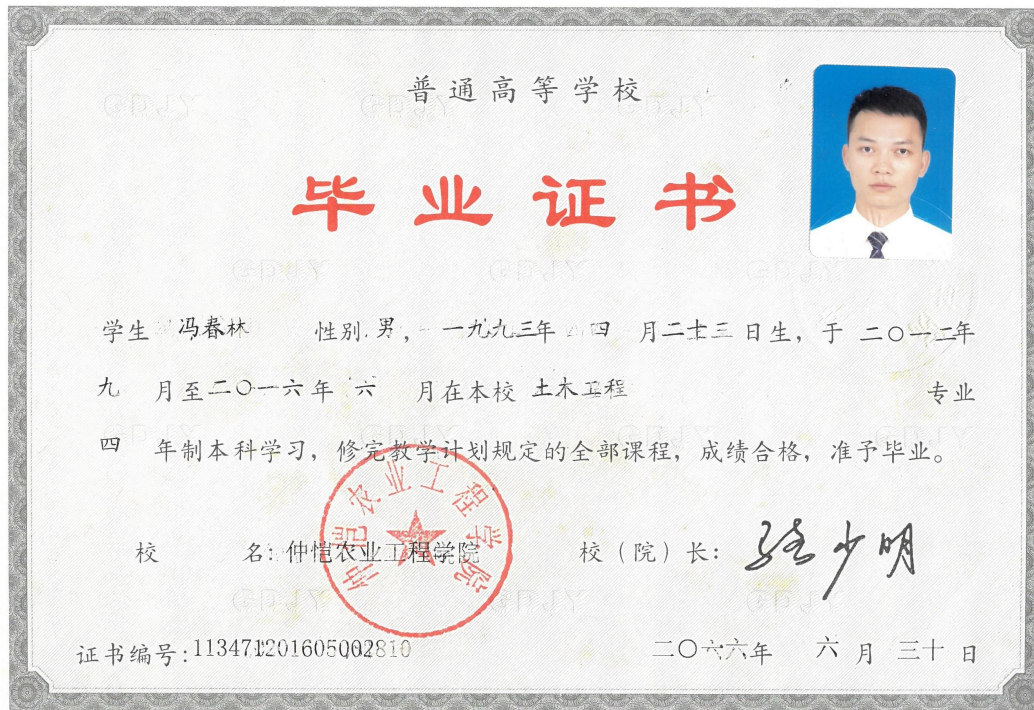 普通高等学校
毕业证书
学生 冯春林 性别 男，一九九三年 四 月二十三日生，于 二〇一二年
九 月至二〇一六年 六 月在本校 土木工程 专业
四 年制本科学习，修完教学计划规定的全部课程，成绩合格，准予毕业。
仲恺农业工程学院
校 名：仲恺农业工程学院 校（院）长：骆少明
证书编号：113471201605002810 二〇六六年 六 月 三十 日